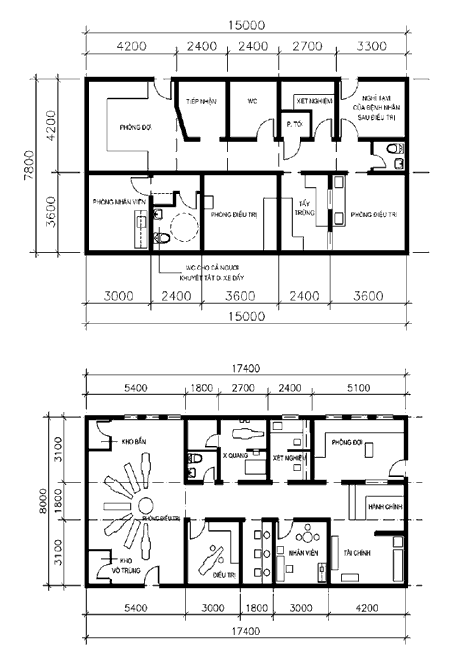 15000
4200 2400 2400 2700 3300
7800
4200
3600
TIẾP NHẬN
WC
XÉT NGHIỆM
NGHỈ TẠM
CỦA BỆNH NHÂN
SAU ĐIỀU TRỊ
PHÒNG ĐỢI
P. TỐI
PHÒNG NHÂN VIÊN
PHÒNG ĐIỀU TRỊ
TẨY
TRÙNG
PHÒNG ĐIỀU TRỊ
WC CHO CẢ NGƯỜI
KHUYẾT TẬT ĐI XE ĐẨY
3000 2400 3600 2400 3600
15000
17400
5400 1800 2700 2400 5100
8000
3100
1800
3100
KHO BẨN
X QUANG
XÉT NGHIỆM
PHÒNG ĐỢI
PHÒNG ĐIỀU TRỊ
HÀNH CHÍNH
KHO
VÔ TRÙNG
ĐIỀU TRỊ
NHÂN VIÊN
TÀI CHÍNH
5400 3000 1800 3000 4200
17400